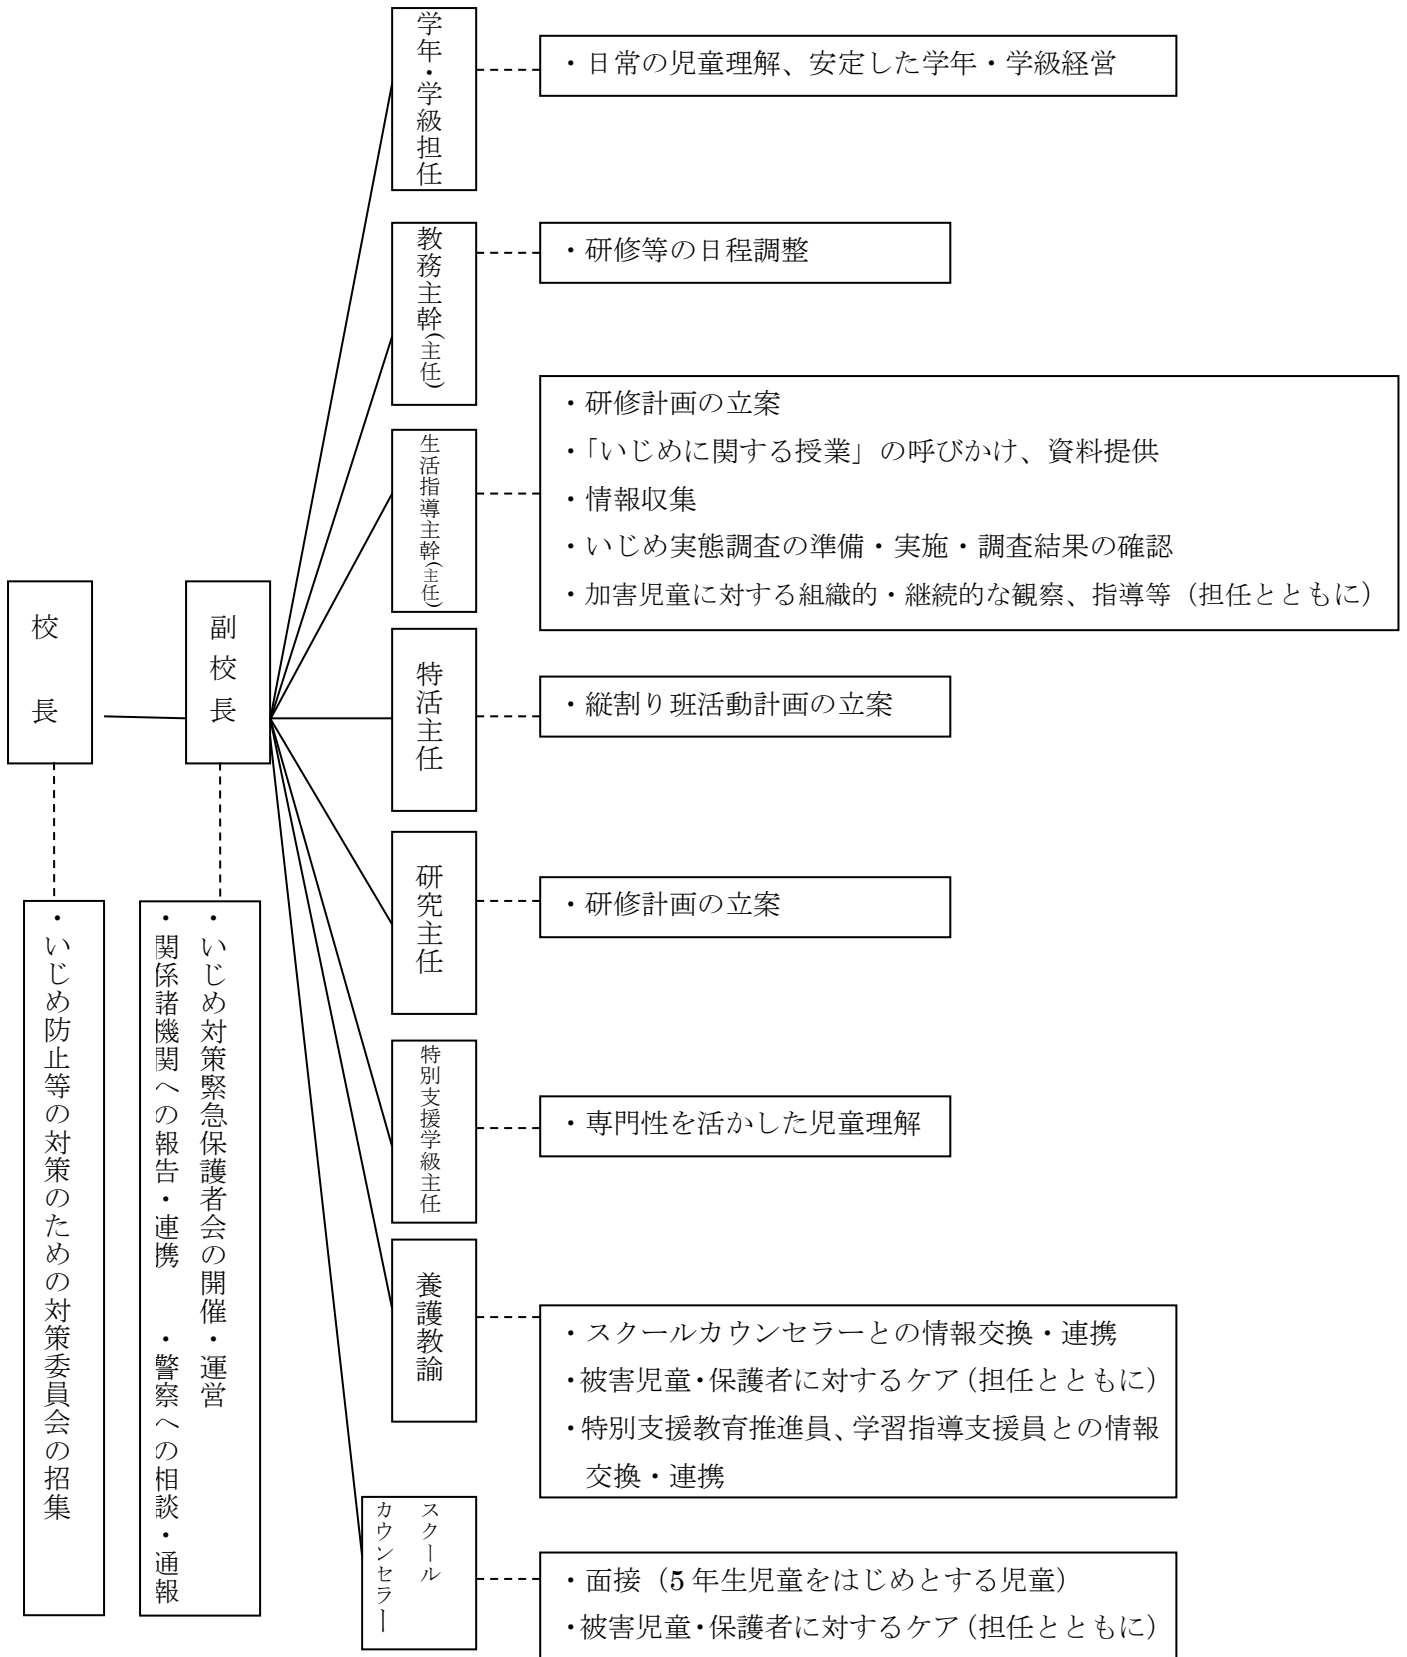 学年・学級担任
・日常の児童理解、安定した学年・学級経営
教務主幹(主任)
・研修等の日程調整
生活指導主幹(主任)
・研修計画の立案
・「いじめに関する授業」の呼びかけ、資料提供
・情報収集
・いじめ実態調査の準備・実施・調査結果の確認
・加害児童に対する組織的・継続的な観察、指導等（担任とともに）
校長
副校長
特活主任
・縦割り班活動計画の立案
研究主任
・研修計画の立案
・いじめ防止等の対策のための対策委員会の招集
・いじめ対策緊急保護者会の開催・運営
・関係諸機関への報告・連携　・警察への相談・通報
特別支援学級主任
・専門性を活かした児童理解
養護教諭
・スクールカウンセラーとの情報交換・連携
・被害児童・保護者に対するケア（担任とともに）
・特別支援教育推進員、学習指導支援員との情報
交換・連携
スクール
カウンセラー
・面接（5 年生児童をはじめとする児童）
・被害児童・保護者に対するケア（担任とともに）